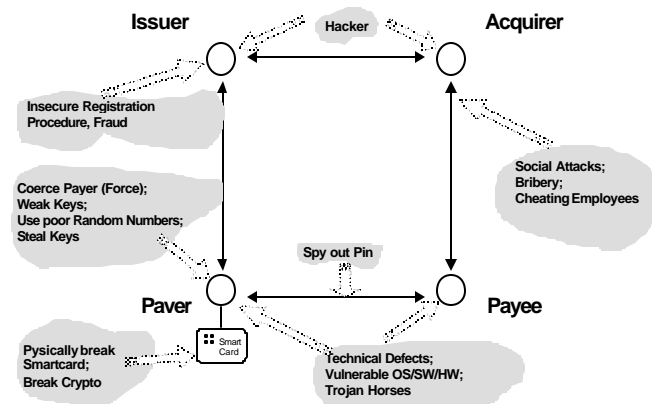 Issuer
Hacker
Acquirer
Insecure Registration
Procedure, Fraud
Coerce Payer (Force);
Weak Keys;
Use poor Random Numbers;
Steal Keys
Social Attacks;
Bribery;
Cheating Employees
Spy out Pin
Paver
Payee
Smart
Card
Pysically break
Smartcard;
Break Crypto
Technical Defects;
Vulnerable OS/SW/HW;
Trojan Horses